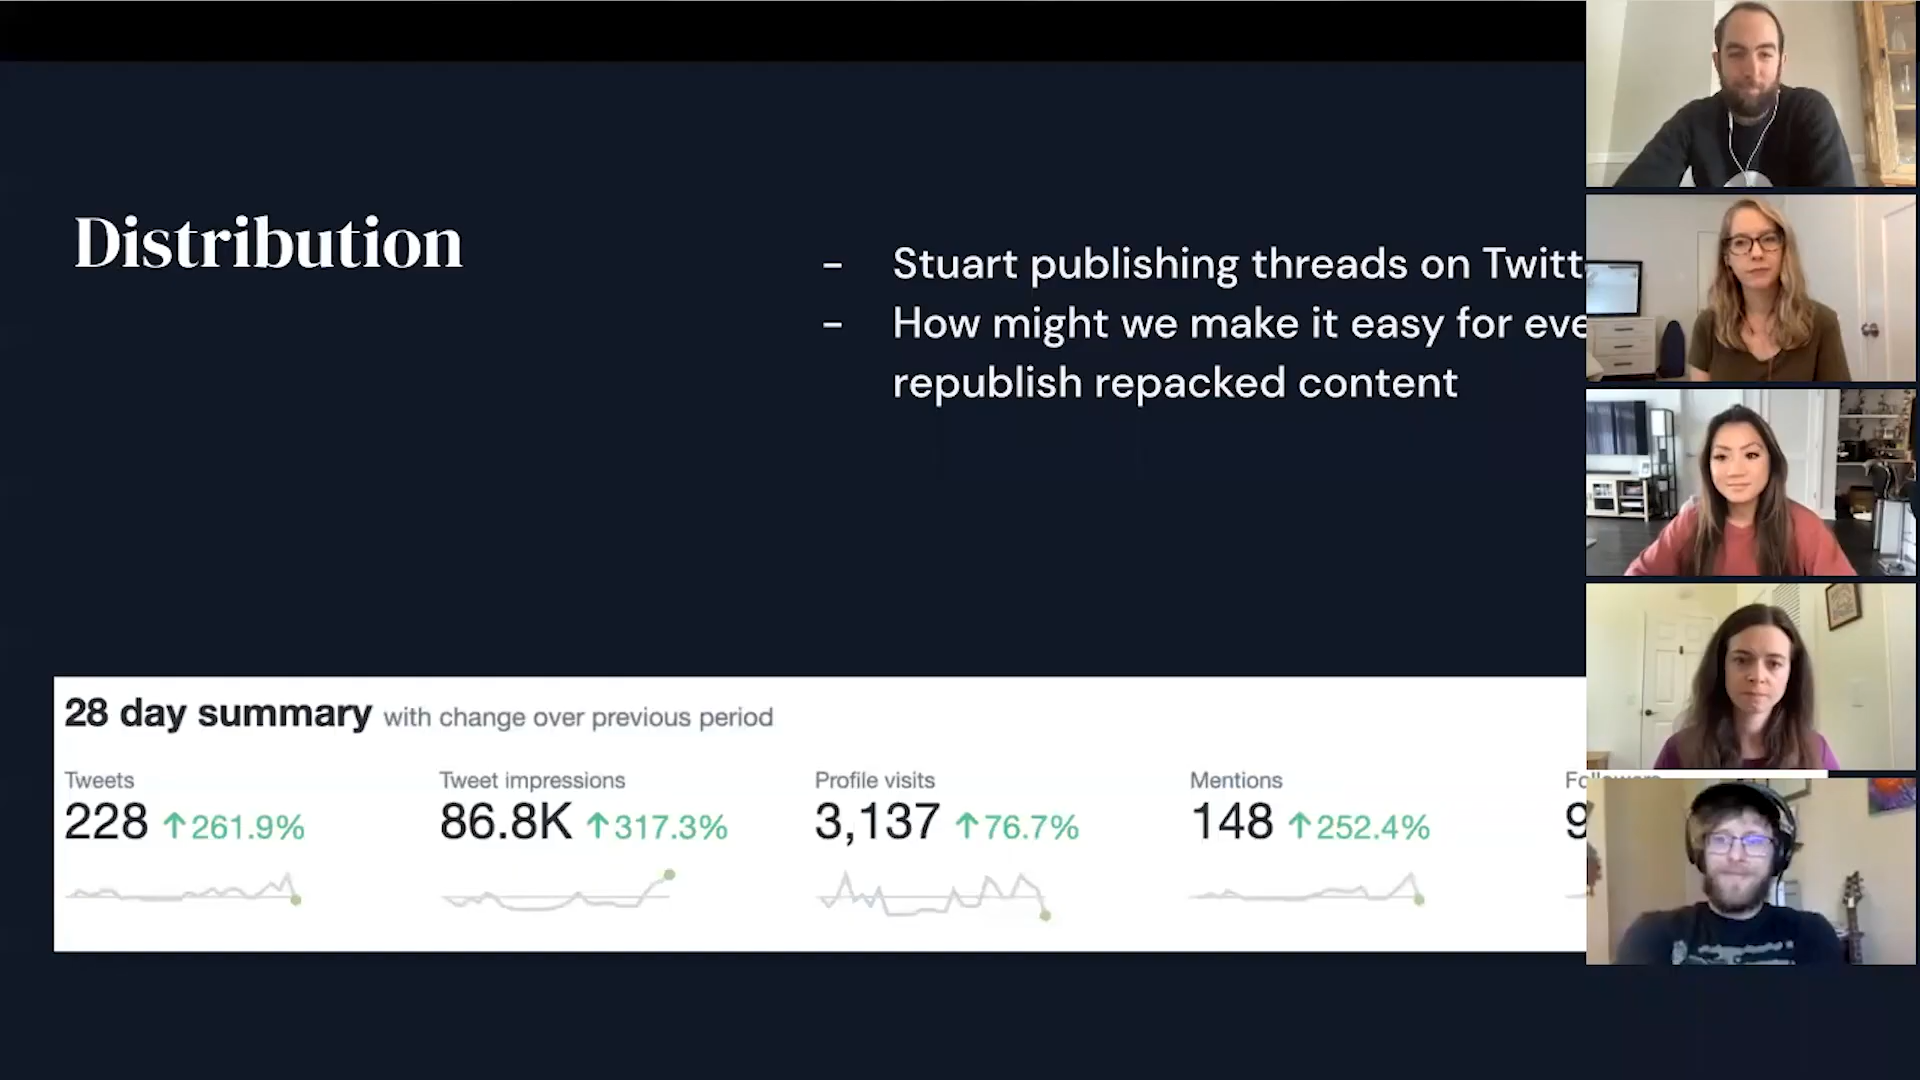 Distribution
- Stuart publishing threads on
- How might we make it easy for
republish repacked content
28 day summary with change over previous period
Tweets
228 ↑261.9%
Tweet impressions
86.8K ↑317.3%
Profile visits
3,137 ↑76.7%
Mentions
148 ↑252.4%